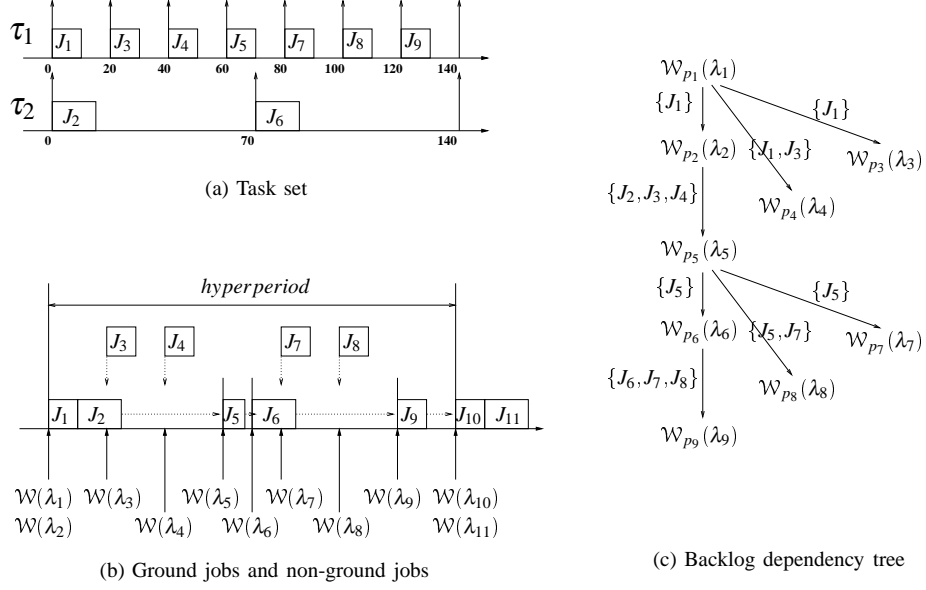 τ1 J1 J3 J4 J5 J7 J8 J9
0 20 40 60 80 100 120 140
τ2 J2 J6
0 70 140
(a) Task set
hyperperiod
J3 J4 J7 J8
J1 J2 J5 J6 J9 J10 J11
W(λ1) W(λ3) W(λ5) W(λ7) W(λ9) W(λ10)
W(λ2) W(λ4) W(λ6) W(λ8) W(λ11)
(b) Ground jobs and non-ground jobs
Wp1(λ1)
{J1} {J1}
Wp2(λ2) {J1,J3} Wp3(λ3)
{J2,J3,J4} Wp4(λ4)
Wp5(λ5)
{J5} {J5}
Wp6(λ6) {J5,J7} Wp7(λ7)
{J6,J7,J8} Wp8(λ8)
Wp9(λ9)
(c) Backlog dependency tree